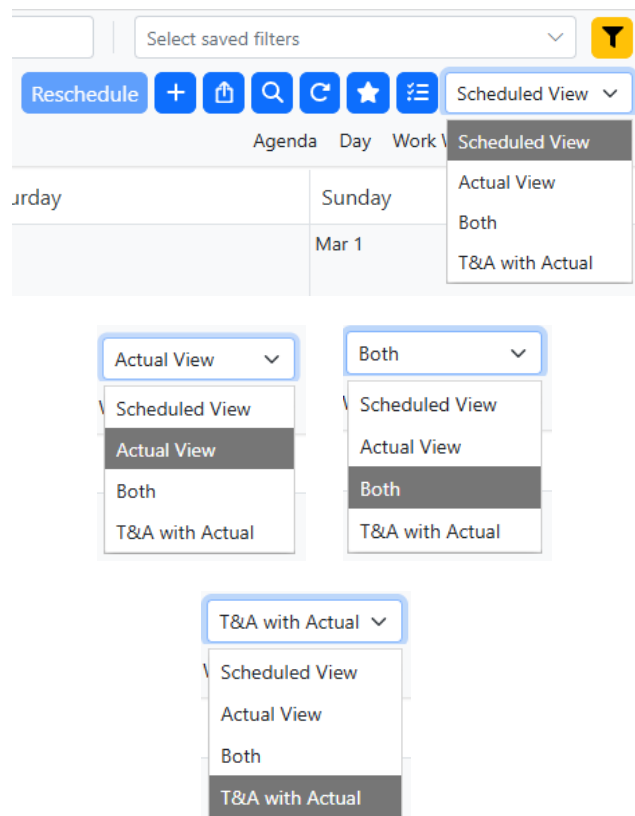 Select saved filters
Reschedule Scheduled View
Agenda Day Work
Scheduled View
Actual View
Both
T&A with Actual
urday Sunday
Mar 1
Actual View
Scheduled View
Actual View
Both
T&A with Actual
Both
Scheduled View
Actual View
Both
T&A with Actual
T&A with Actual
Scheduled View
Actual View
Both
T&A with Actual